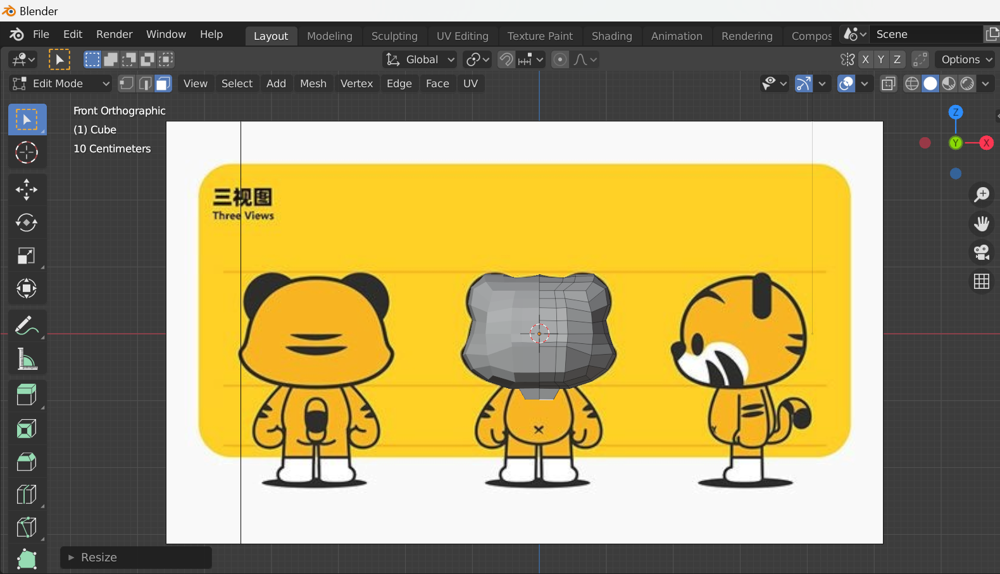 Blender
File Edit Render Window Help Layout Modeling Sculpting UV Editing Texture Paint Shading Animation Rendering Compos Scene
Global X Y Z Options
Edit Mode View Select Add Mesh Vertex Edge Face UV
Front Orthographic
(1) Cube
10 Centimeters
Z
Y X
三视图
Three Views
Resize